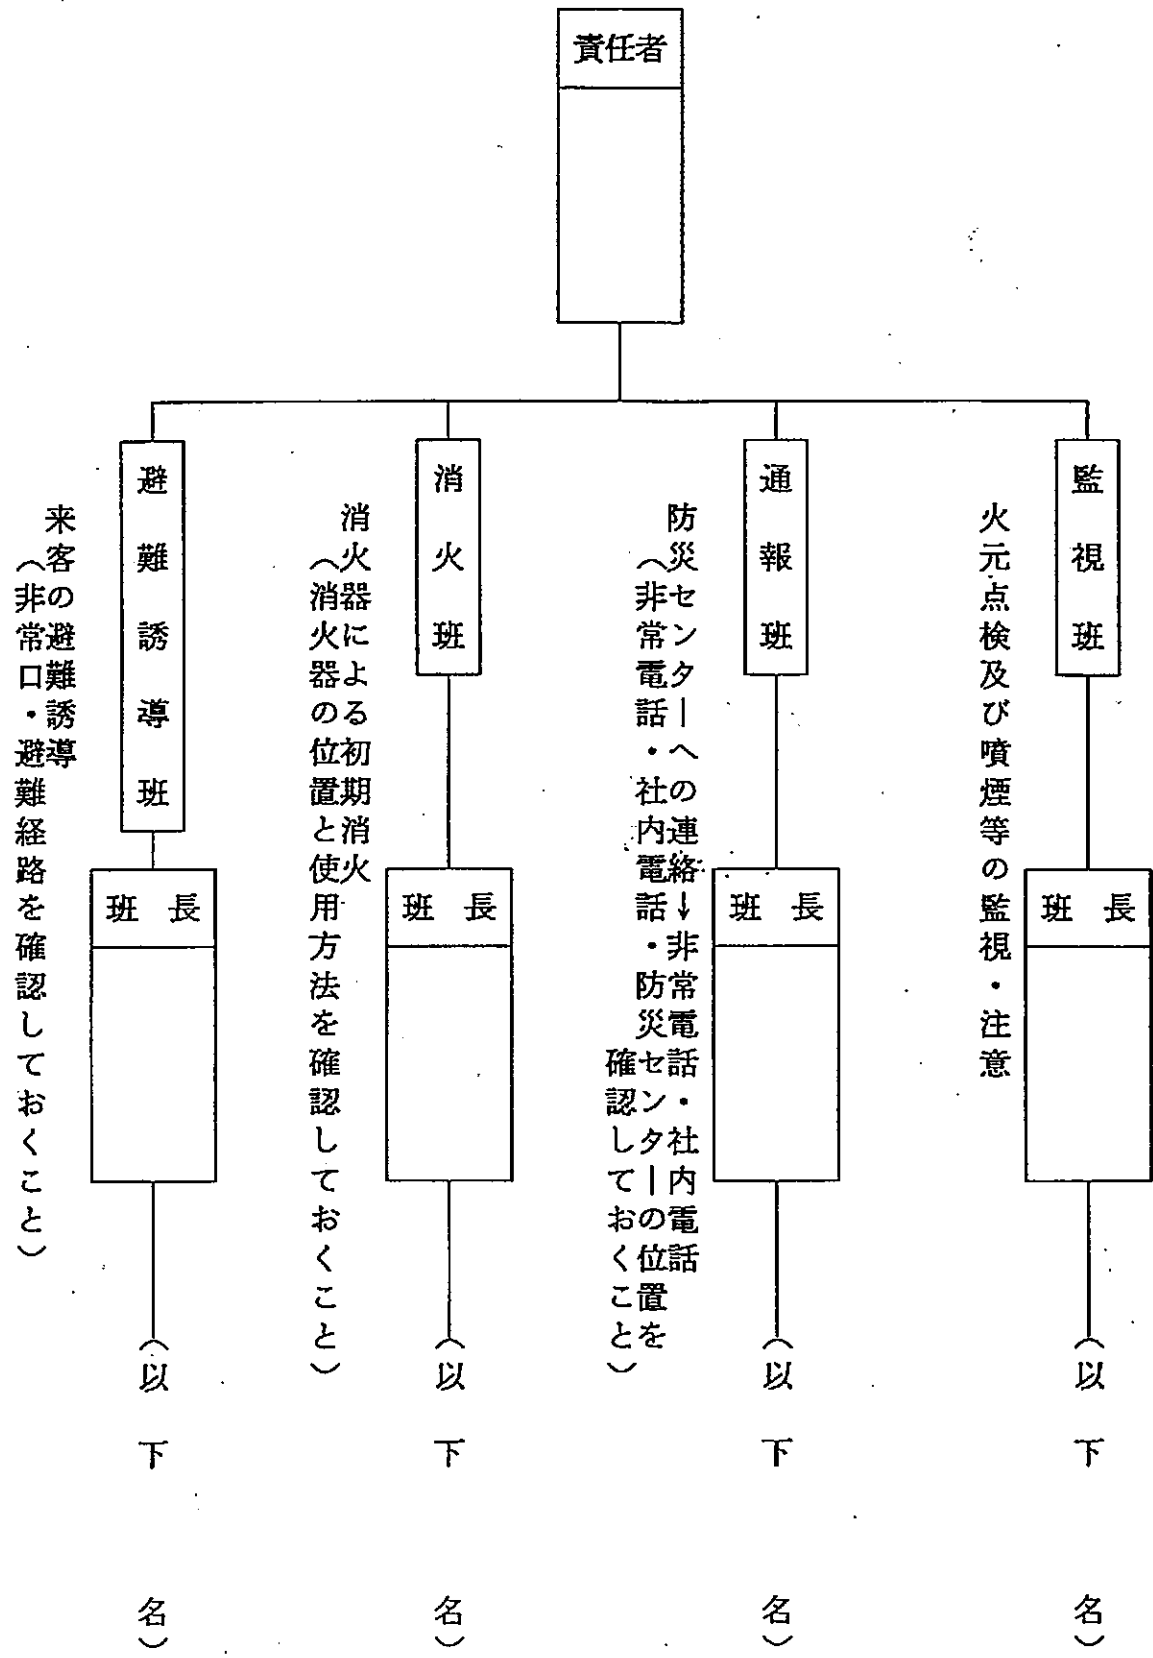 責任者
監視班
火元点検及び噴煙等の監視・注意
班長
（以下　名）
通報班
防災センターへの連絡→非常電話・社内電話
（非常電話・社内電話・防災センターの位置を
確認しておくこと）
班長
（以下　名）
消火班
消火器による初期消火
（消火器の位置と使用方法を確認しておくこと）
班長
（以下　名）
避難誘導班
来客の避難誘導
（非常口・避難経路を確認しておくこと）
班長
（以下　名）